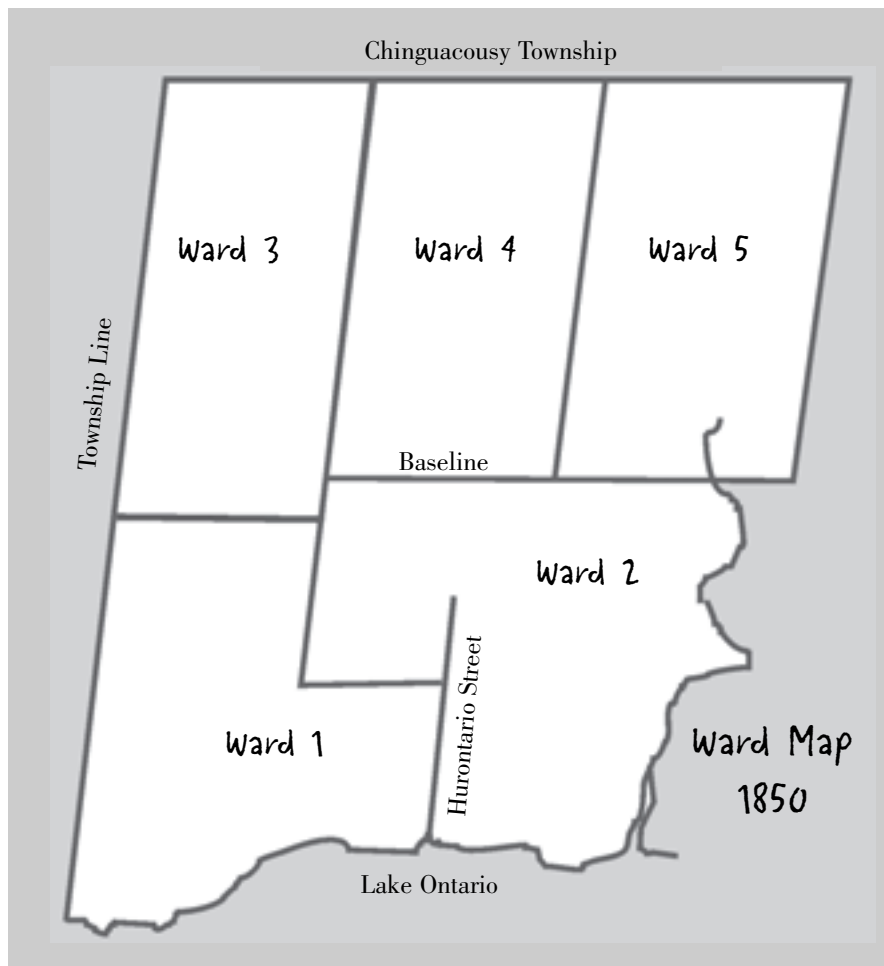 Chinguacousy Township
Ward 3
Ward 4
Ward 5
Township Line
Baseline
Ward 2
Hurontario Street
Ward 1
Ward Map
1850
Lake Ontario